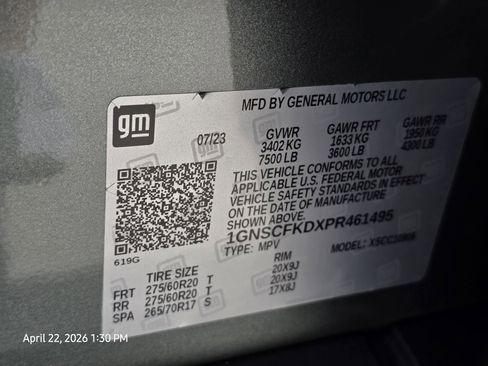 gm
MFD BY GENERAL MOTORS LLC
07/23
GVWR GAWR FRT GAWR RR
3402 KG 1633 KG 1950 KG
7500 LB 3600 LB 4300 LB
THIS VEHICLE CONFORMS TO ALL
APPLICABLE U.S. FEDERAL MOTOR
VEHICLE SAFETY STANDARDS IN EFFECT
ON THE DATE OF MANUFACTURE
SHOWN ABOVE.
1GNSCFKDXPR461495
TYPE: MPV MODEL:
619G
TIRE SIZE RIM
FRT 275/60R20 T 20X9J
RR 275/60R20 T 20X9J
SPA 265/70R17 S 17X8J
April 22, 2026 1:30 PM